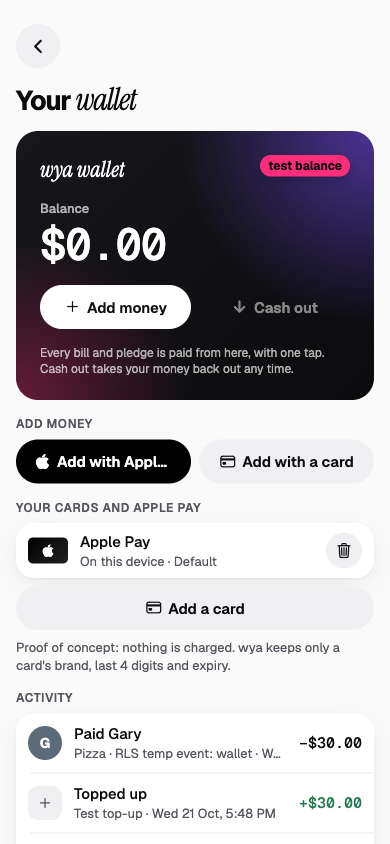 Your wallet
wya wallet
test balance
Balance
$0.00
+ Add money
↓ Cash out
Every bill and pledge is paid from here, with one tap.
Cash out takes your money back out any time.
ADD MONEY
Add with Appl...
Add with a card
YOUR CARDS AND APPLE PAY
Apple Pay
On this device · Default
Add a card
Proof of concept: nothing is charged. wya keeps only a
card's brand, last 4 digits and expiry.
ACTIVITY
G
Paid Gary
−$30.00
Pizza · RLS temp event: wallet · W...
+
Topped up
+$30.00
Test top-up · Wed 21 Oct, 5:48 PM